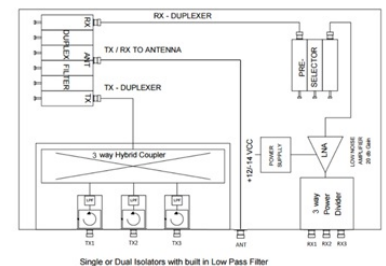 RX - DUPLEXER
RX
DUPLEX FILTER
ANT
TX
TX / RX TO ANTENNA
TX - DUPLEXER
PRE-
SELECTOR
3 way Hybrid Coupler
+12/-14 VCC
POWER
SUPPLLY
LNA
LOW NOISE
AMPLIFIER
20 db Gain
LPF
LPF
LPF
3 way
Power
Divider
TX1
TX2
TX3
ANT
RX1
RX2
RX3
Single or Dual Isolators with built in Low Pass Filter